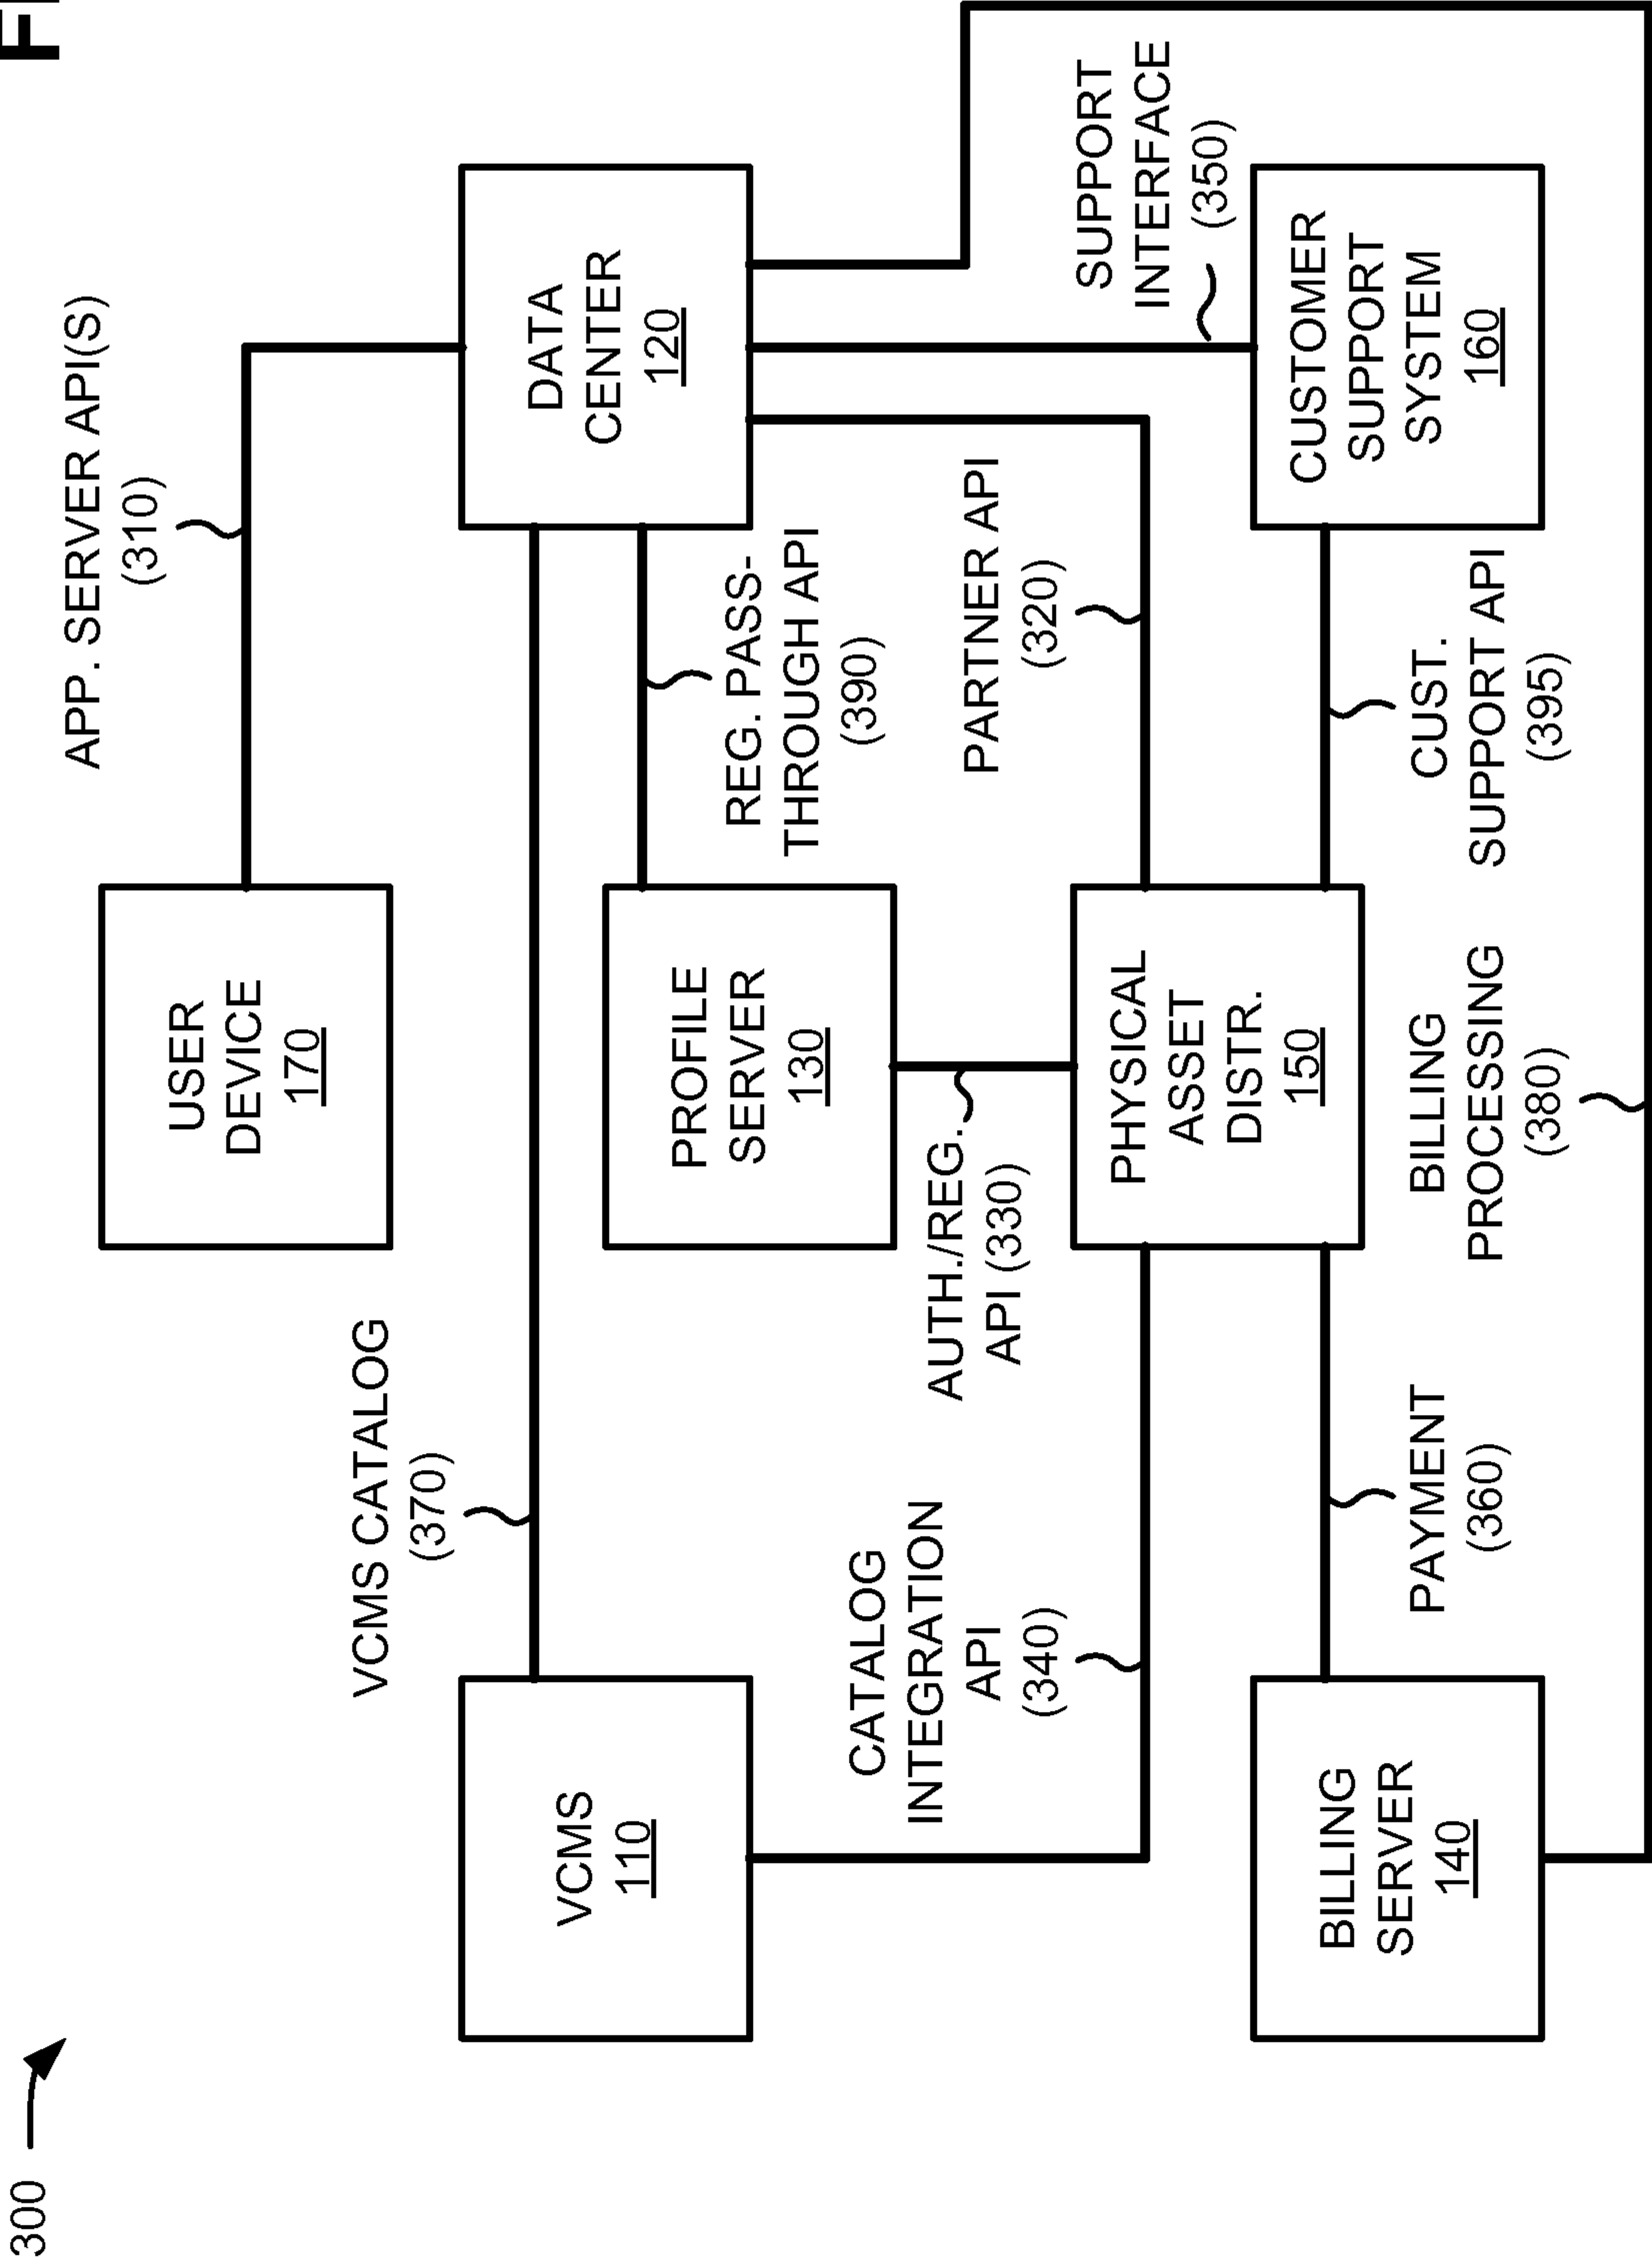 300
APP. SERVER API(S)
(310)
USER
DEVICE
170
VCMS CATALOG
(370)
VCMS
110
DATA
CENTER
120
PROFILE
SERVER
130
REG. PASS-
THROUGH API
(390)
CATALOG
INTEGRATION
API
(340)
AUTH./REG.
API (330)
PARTNER API
(320)
SUPPORT
INTERFACE
(350)
PHYSICAL
ASSET
DISTR.
150
BILLING
SERVER
140
CUSTOMER
SUPPORT
SYSTEM
160
PAYMENT
(360)
BILLING
PROCESSING
(380)
CUST.
SUPPORT API
(395)